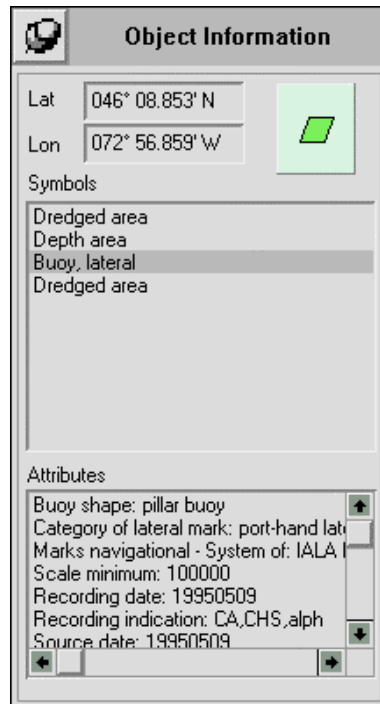 Object Information
Lat 046° 08.853' N
Lon 072° 56.859' W
Symbols
Dredged area
Depth area
Buoy, lateral
Dredged area
Attributes
Buoy shape: pillar buoy
Category of lateral mark: port-hand
Marks navigational - System of: IALA
Scale minimum: 100000
Recording date: 19950509
Recording indication: CA,CHS,alph
Source date: 19950509